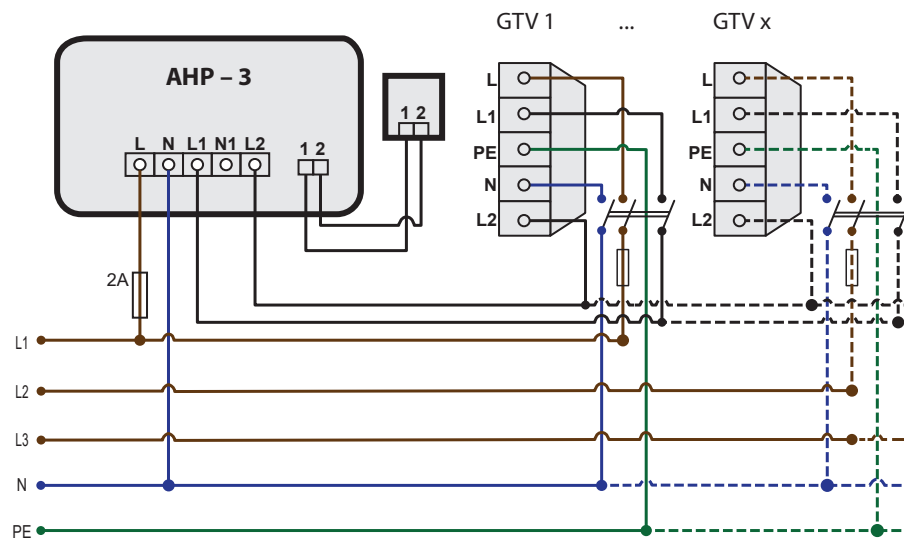 GTV 1 ... GTV x
AHP – 3
L N L1 N1 L2
1 2
1 2
L
L1
PE
N
L2
L
L1
PE
N
L2
2A
L1
L2
L3
N
PE